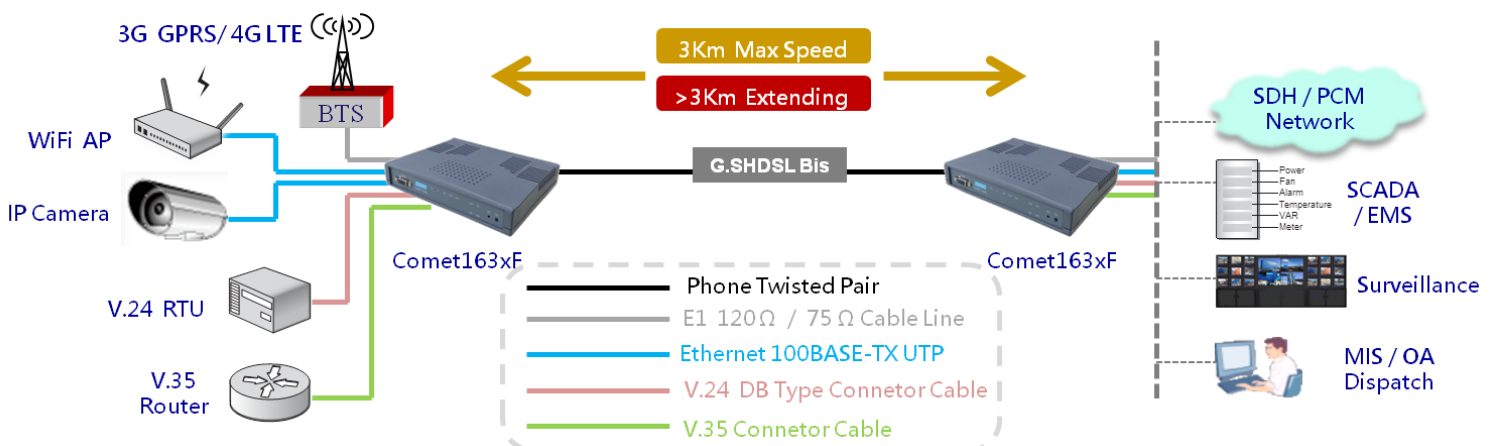 3G GPRS/ 4G LTE
BTS
WiFi AP
IP Camera
V.24 RTU
V.35
Router
3Km Max Speed
>3Km Extending
G.SHDSL Bis
Comet163xF
Comet163xF
Phone Twisted Pair
E1 120Ω / 75Ω Cable Line
Ethernet 100BASE-TX UTP
V.24 DB Type Connetor Cable
V.35 Connetor Cable
SDH / PCM
Network
Power
Fan
Alarm
Temperature
VAR
Meter
SCADA
/ EMS
Surveillance
MIS / OA
Dispatch